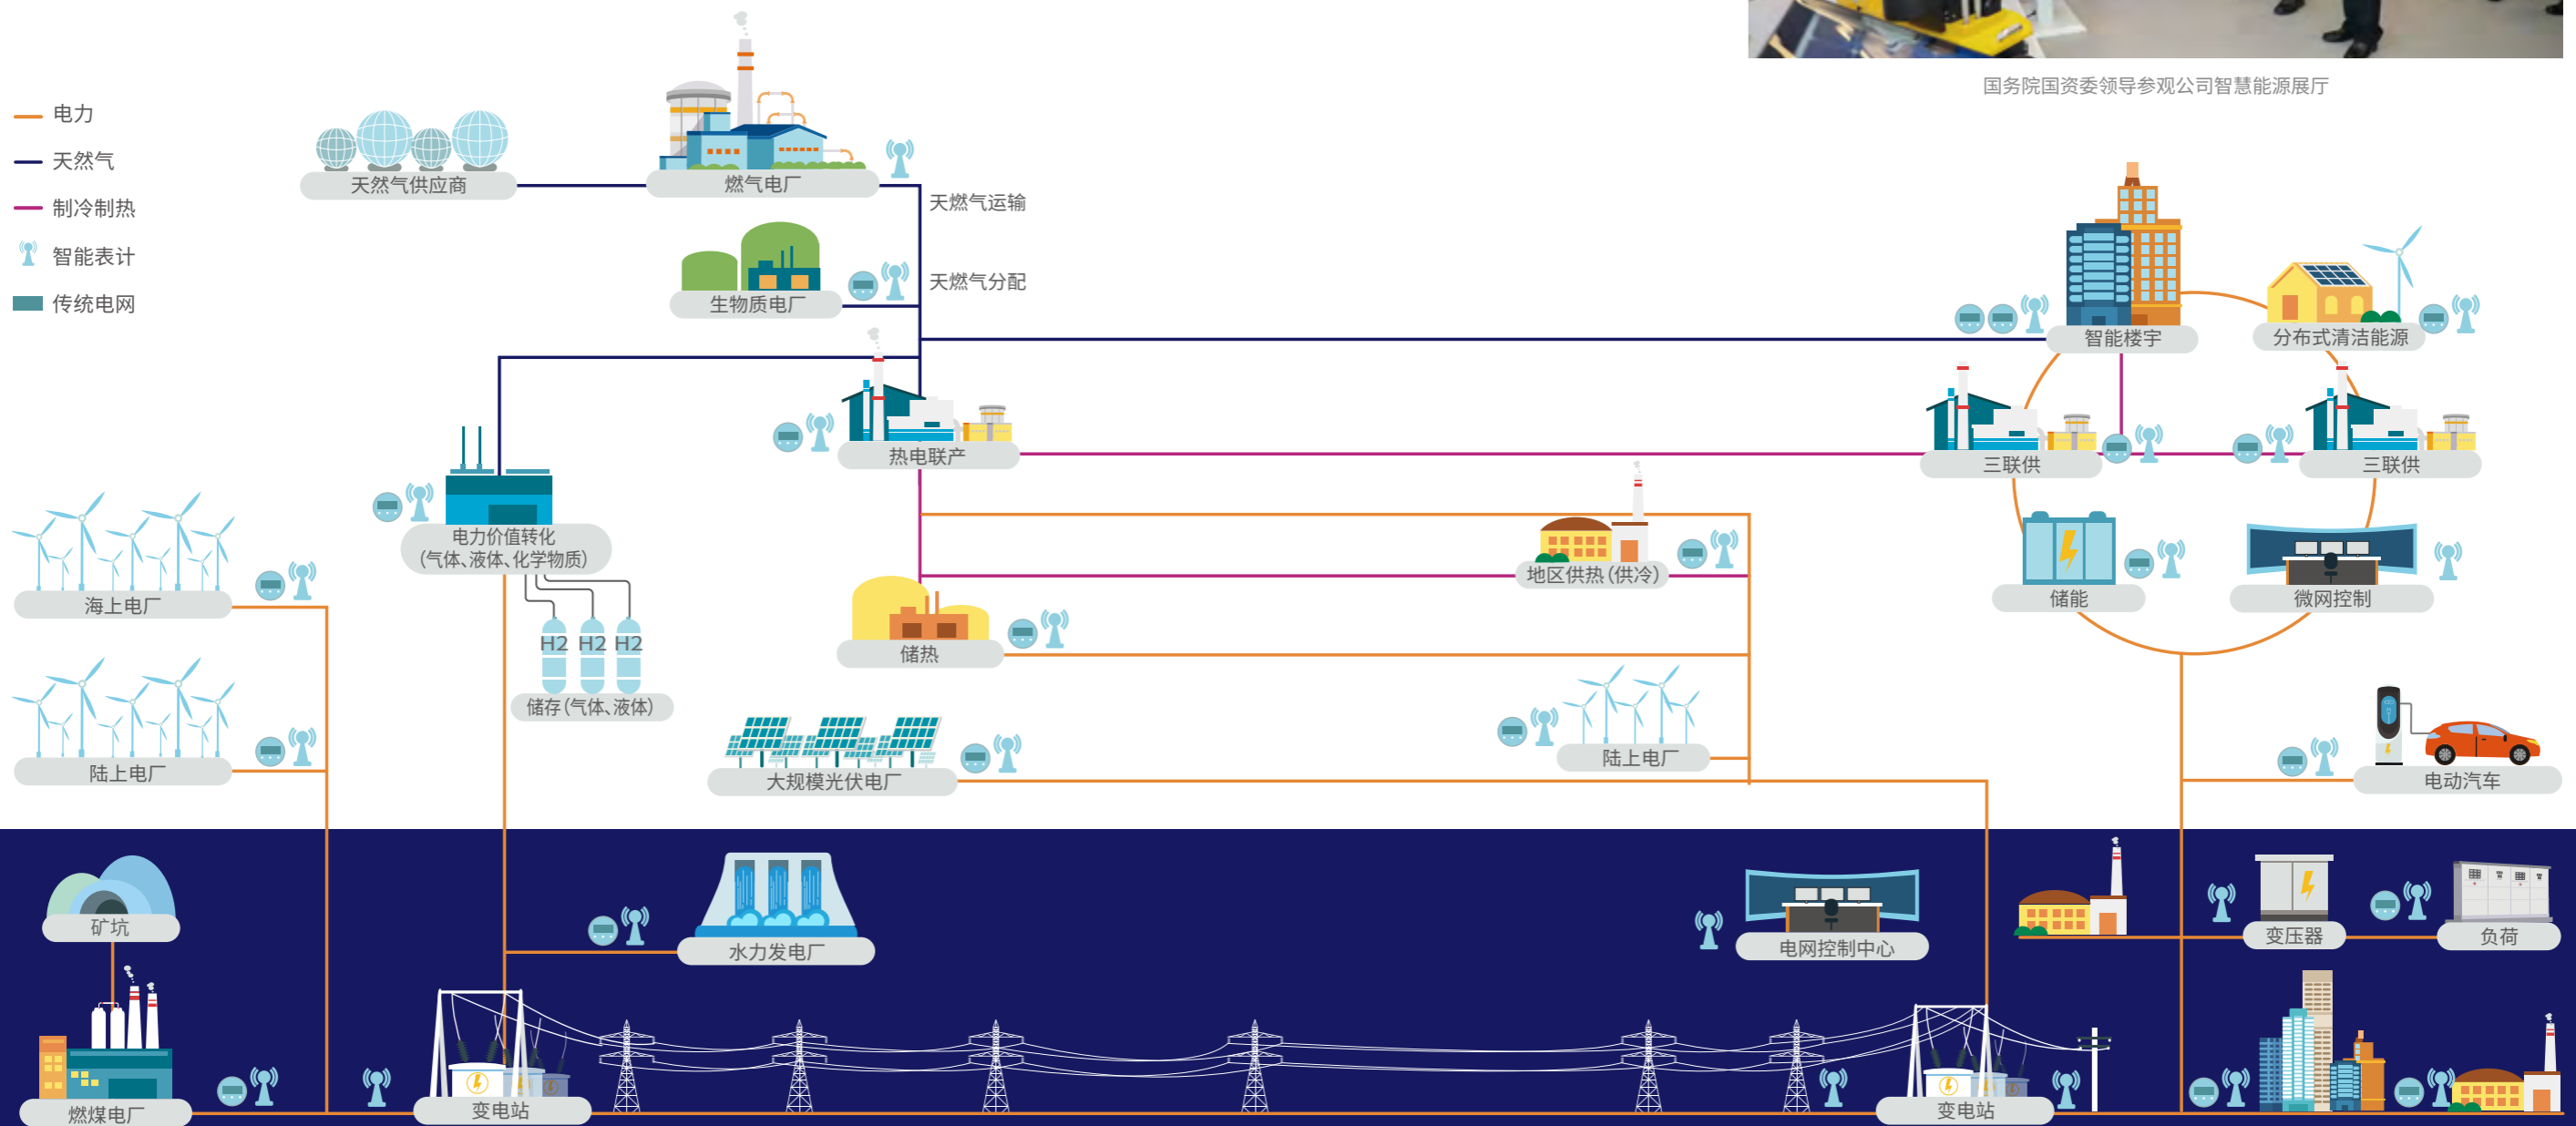 国务院国资委领导参观公司智慧能源展厅
电力
天然气
制冷制热
智能表计
传统电网
天然气供应商
燃气电厂
天燃气运输
生物质电厂
天燃气分配
智能楼宇
分布式清洁能源
热电联产
三联供
三联供
电力价值转化
(气体、液体、化学物质)
地区供热(供冷)
海上电厂
储能
微网控制
H2 H2 H2
储热
储存(气体、液体)
陆上电厂
陆上电厂
大规模光伏电厂
电动汽车
矿坑
水力发电厂
电网控制中心
变压器
负荷
燃煤电厂
变电站
变电站